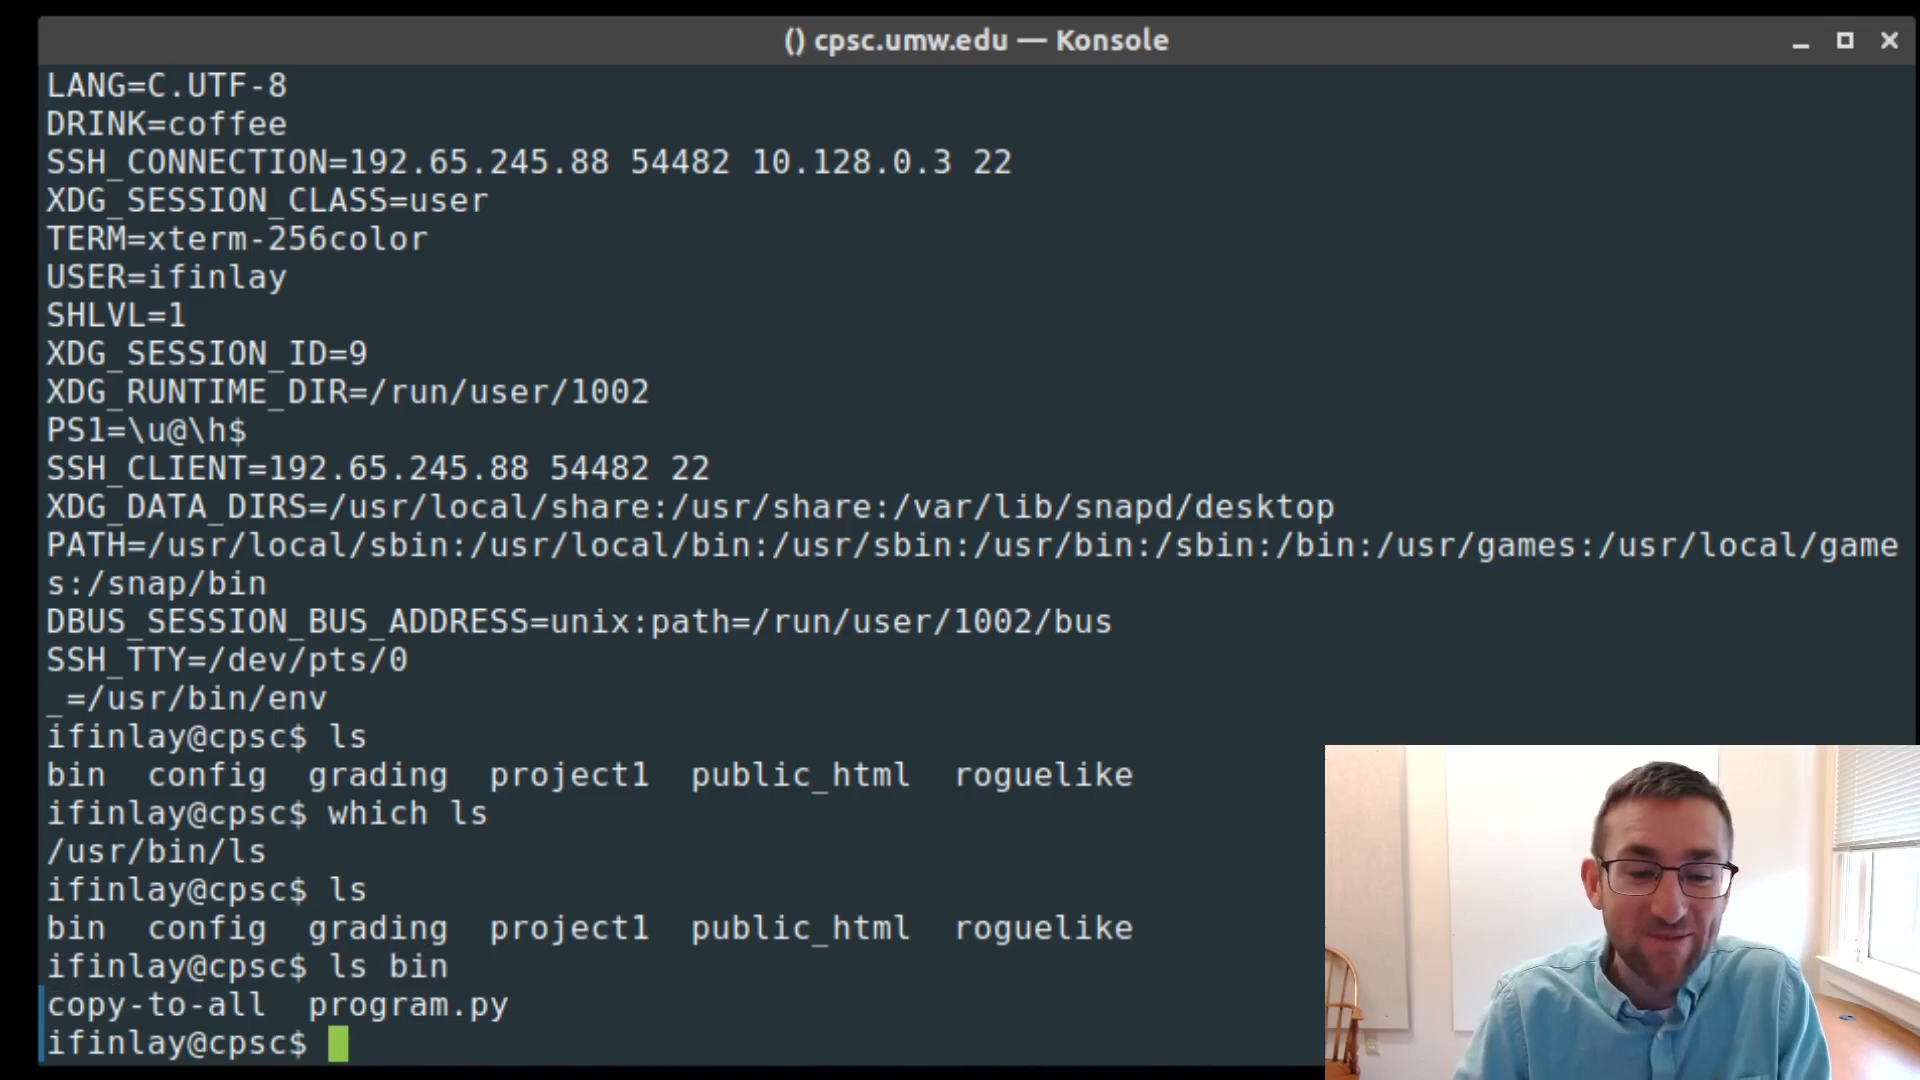 () cpsc.umw.edu — Konsole
LANG=C.UTF-8
DRINK=coffee
SSH_CONNECTION=192.65.245.88 54482 10.128.0.3 22
XDG_SESSION_CLASS=user
TERM=xterm-256color
USER=ifinlay
SHLVL=1
XDG_SESSION_ID=9
XDG_RUNTIME_DIR=/run/user/1002
PS1=\u@\h$
SSH_CLIENT=192.65.245.88 54482 22
XDG_DATA_DIRS=/usr/local/share:/usr/share:/var/lib/snapd/desktop
PATH=/usr/local/sbin:/usr/local/bin:/usr/sbin:/usr/bin:/sbin:/bin:/usr/games:/usr/local/game
s:/snap/bin
DBUS_SESSION_BUS_ADDRESS=unix:path=/run/user/1002/bus
SSH_TTY=/dev/pts/0
_=/usr/bin/env
ifinlay@cpsc$ ls
bin  config  grading  project1  public_html  roguelike
ifinlay@cpsc$ which ls
/usr/bin/ls
ifinlay@cpsc$ ls
bin  config  grading  project1  public_html  roguelike
ifinlay@cpsc$ ls bin
copy-to-all  program.py
ifinlay@cpsc$